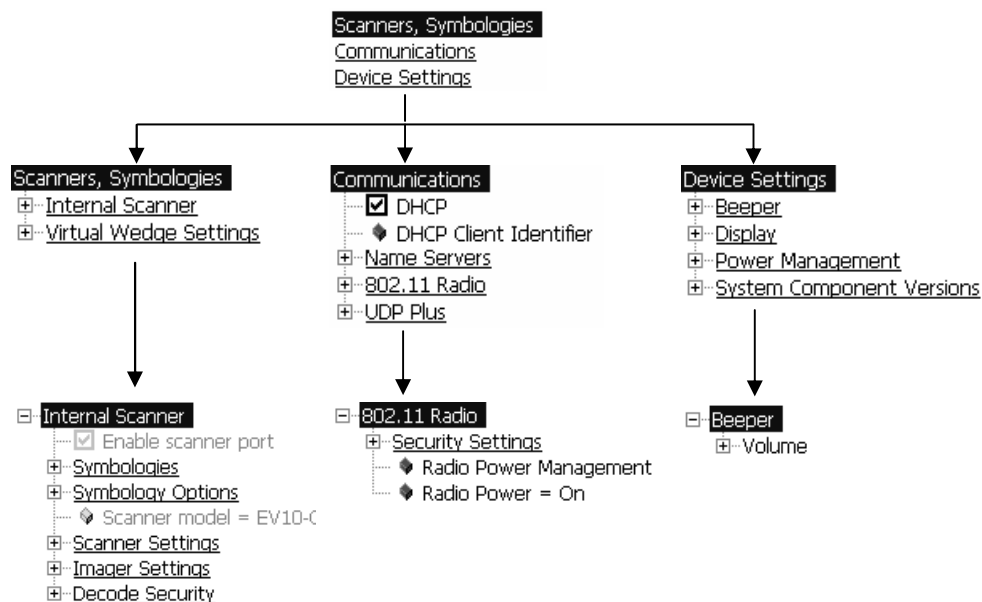 Scanners, Symbologies
Communications
Device Settings
Scanners, Symbologies
Internal Scanner
Virtual Wedge Settings
Communications
DHCP
DHCP Client Identifier
Name Servers
802.11 Radio
UDP Plus
Device Settings
Beeper
Display
Power Management
System Component Versions
Internal Scanner
Enable scanner port
Symbologies
Symbology Options
Scanner model = EV10-
Scanner Settings
Imager Settings
Decode Security
802.11 Radio
Security Settings
Radio Power Management
Radio Power = On
Beeper
Volume